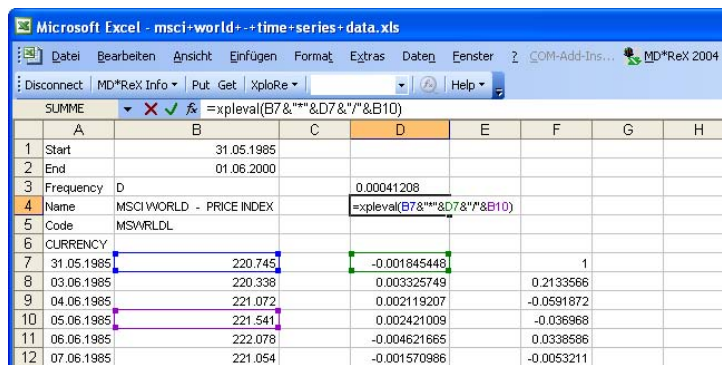 Microsoft Excel - msci+world+-+time+series+data.xls
Datei Bearbeiten Ansicht Einfügen Format Extras Daten Fenster ? COM-Add-Ins... MD*ReX 2004
Disconnect MD*ReX Info Put Get XploRe Help
SUMME =xpleval(B7&"*"&D7&"/"&B10)
A B C D E F G H
1 Start 31.05.1985
2 End 01.06.2000
3 Frequency D 0.00041208
4 Name MSCI WORLD - PRICE INDEX =xpleval(B7&"*"&D7&"/"&B10)
5 Code MSWRLDL
6 CURRENCY
7 31.05.1985 220.745 -0.001845448 1
8 03.06.1985 220.338 0.003325749 0.2133566
9 04.06.1985 221.072 0.002119207 -0.0591872
10 05.06.1985 221.541 0.002421009 -0.036968
11 06.06.1985 222.078 -0.004621665 0.0338586
12 07.06.1985 221.054 -0.001570986 -0.0053211